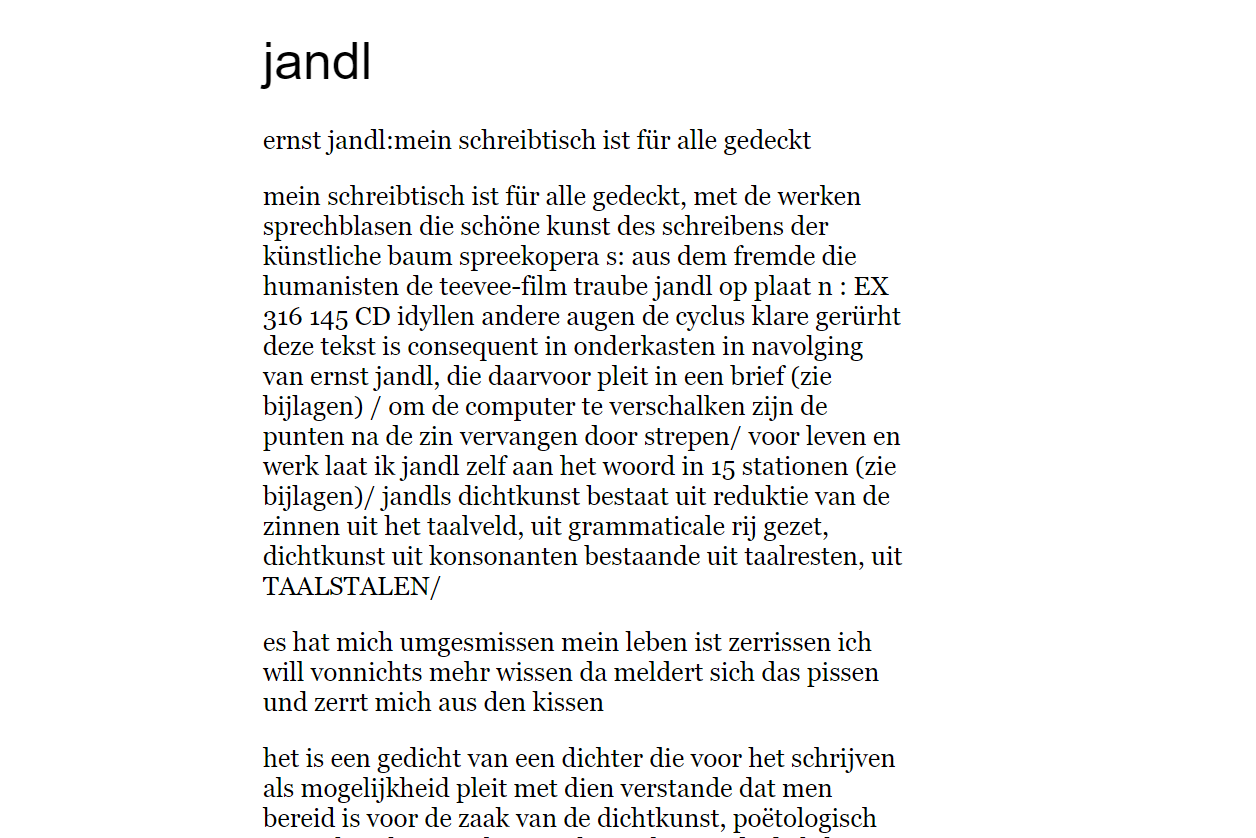 jandl
ernst jandl:mein schreibtisch ist für alle gedeckt
mein schreibtisch ist für alle gedeckt, met de werken
sprechblasen die schöne kunst des schreibens der
künstliche baum spreekopera s: aus dem fremde die
humanisten de teevee-film traube jandl op plaat n : EX
316 145 CD idyllen andere augen de cyclus klare gerürht
deze tekst is consequent in onderkasten in navolging
van ernst jandl, die daarvoor pleit in een brief (zie
bijlagen) / om de computer te verschalken zijn de
punten na de zin vervangen door strepen/ voor leven en
werk laat ik jandl zelf aan het woord in 15 stationen (zie
bijlagen)/ jandls dichtkunst bestaat uit reduktie van de
zinnen uit het taalveld, uit grammaticale rij gezet,
dichtkunst uit konsonanten bestaande uit taalresten, uit
TAALSTALEN/
es hat mich umgesmissen mein leben ist zerrissen ich
will vonnichts mehr wissen da meldert sich das pissen
und zerrt mich aus den kissen
het is een gedicht van een dichter die voor het schrijven
als mogelijkheid pleit met dien verstande dat men
bereid is voor de zaak van de dichtkunst, poëtologisch